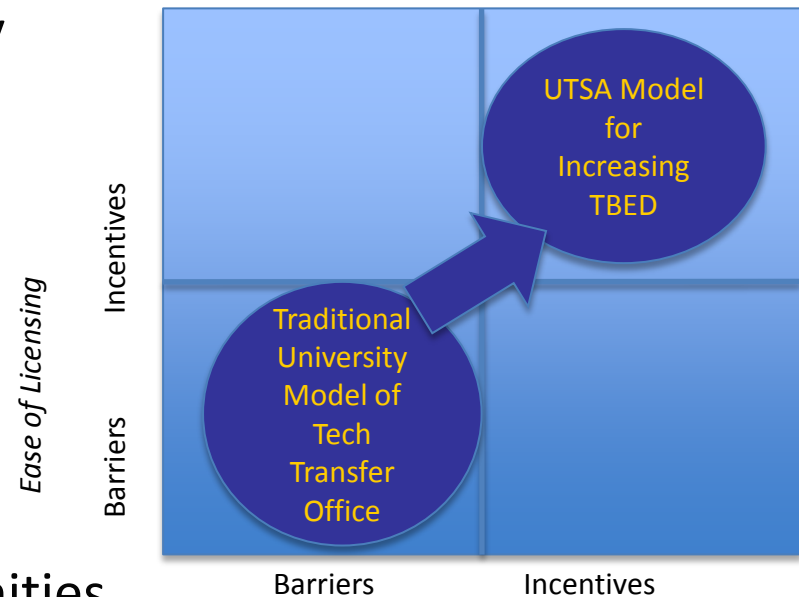 UTSA Model
for
Increasing
TBED
Incentives
Ease of Licensing
Traditional
University
Model of
Tech
Transfer
Office
Barriers
Barriers Incentives